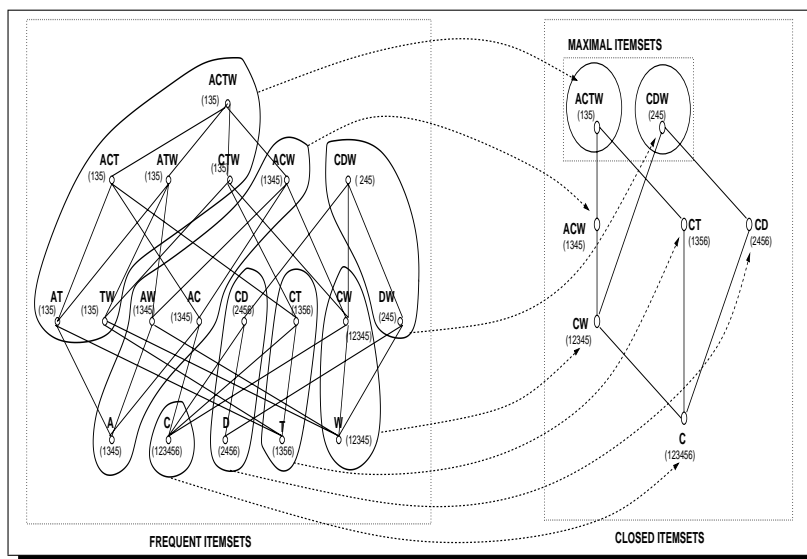 MAXIMAL ITEMSETS
ACTW
(135)
ACTW
(135)
CDW
(245)
ACT
(135)
ATW
(135)
CTW
(135)
ACW
(1345)
CDW
( 245)
ACW
(1345)
CT
(1356)
CD
(2456)
AT
(135)
TW
(135)
AW
(1345)
AC
(1345)
CD
(2456)
CT
(1356)
CW
(12345)
DW
(245)
CW
(12345)
A
(1345)
C
(123456)
D
(2456)
T
(1356)
W
(12345)
C
(123456)
FREQUENT ITEMSETS
CLOSED ITEMSETS